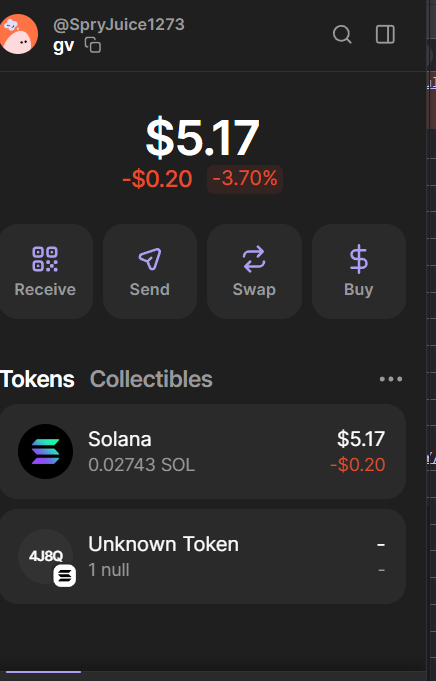 @SpryJuice1273
gv
$5.17
-$0.20 -3.70%
Receive Send Swap Buy
Tokens Collectibles
Solana $5.17
0.02743 SOL -$0.20
4J8Q
Unknown Token -
1 null -